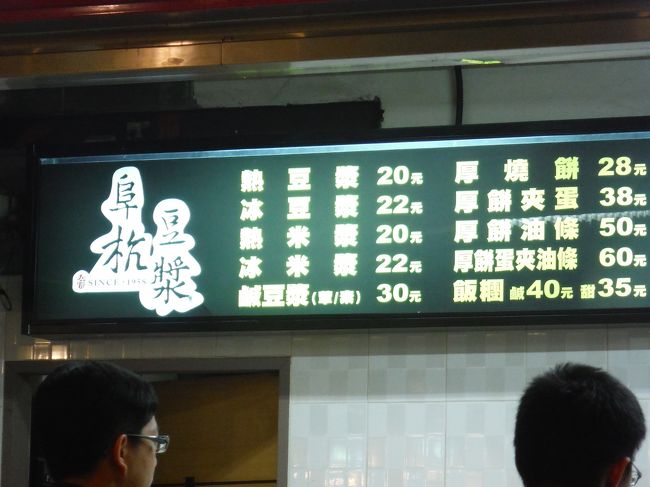 阜杭
豆漿
SINCE·1958
熱豆漿 20元
冰豆漿 22元
熱米漿 20元
冰米漿 22元
鹹豆漿(葷/素) 30元
厚燒餅 28元
厚餅夾蛋 38元
厚餅油條 50元
厚餅蛋夾油條 60元
飯糰 鹹40元 甜35元